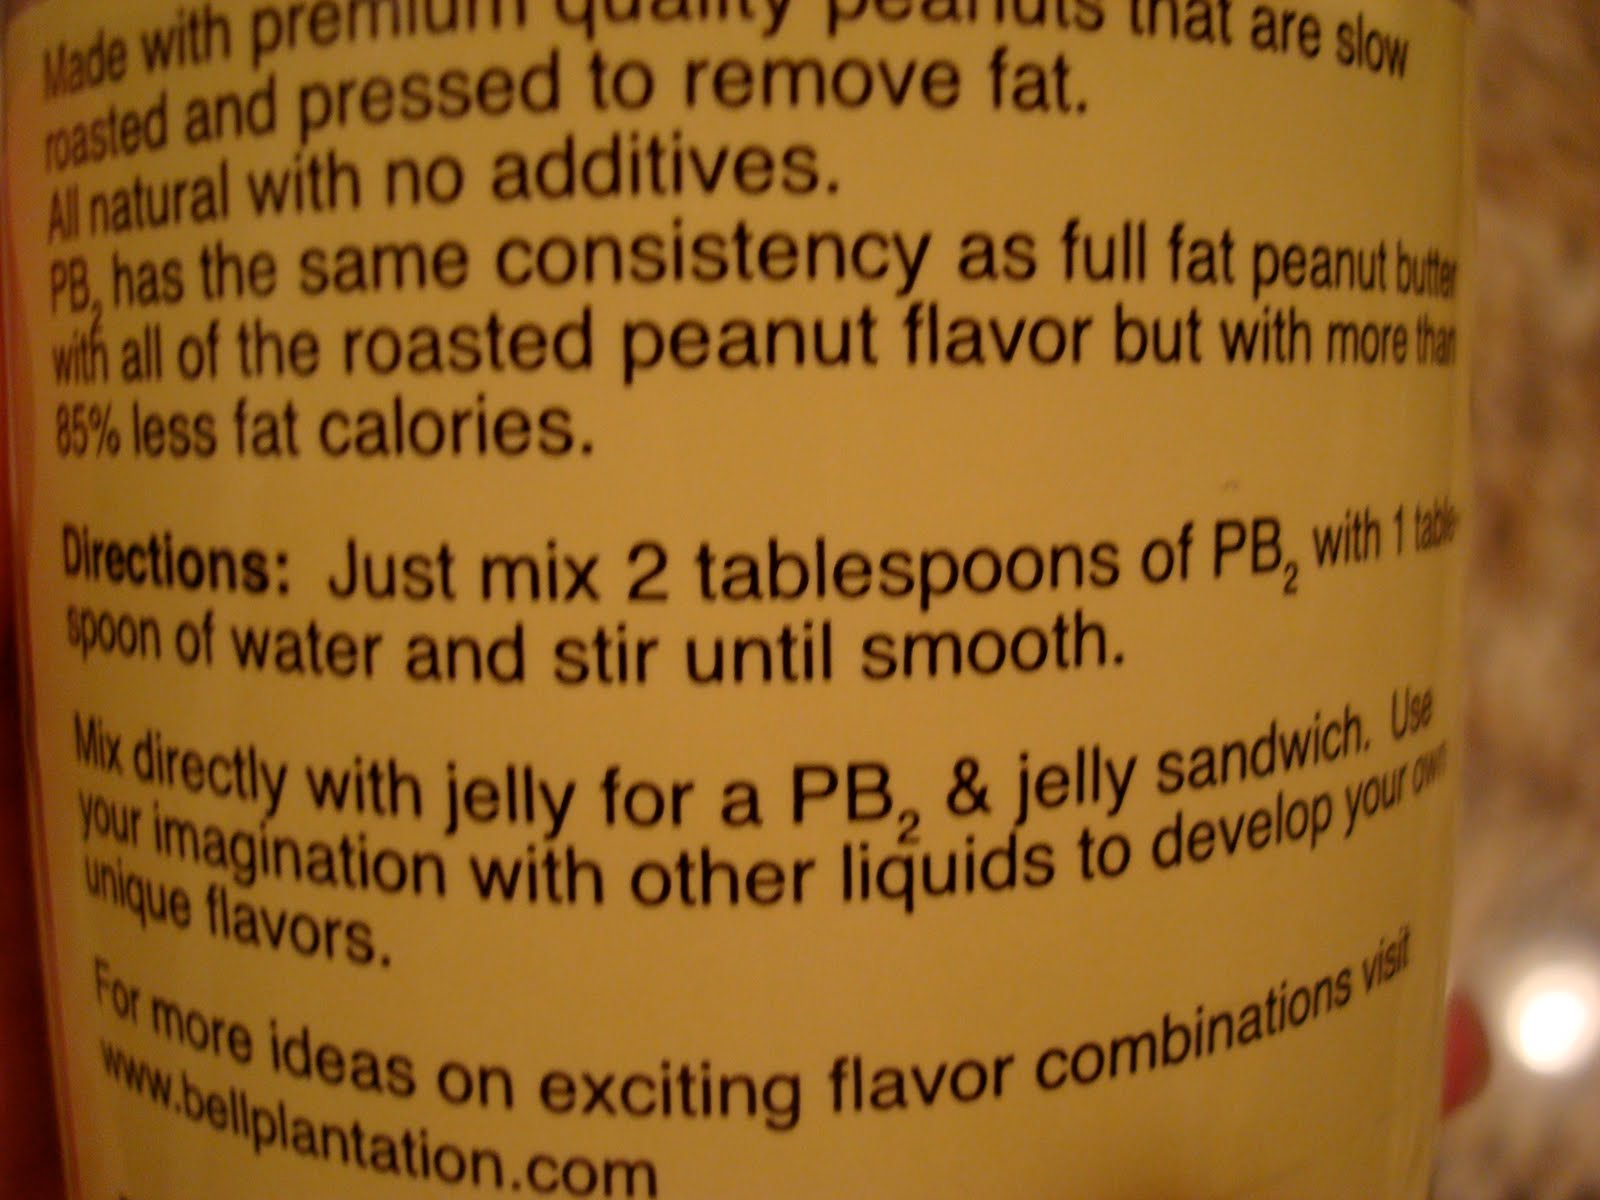 Made with premium quality peanuts that are slow
roasted and pressed to remove fat.
All natural with no additives.
PB₂ has the same consistency as full fat peanut butter
with all of the roasted peanut flavor but with more than
85% less fat calories.
Directions: Just mix 2 tablespoons of PB₂ with 1 table-
spoon of water and stir until smooth.
Mix directly with jelly for a PB₂ & jelly sandwich. Use
your imagination with other liquids to develop your own
unique flavors.
For more ideas on exciting flavor combinations visit
www.bellplantation.com